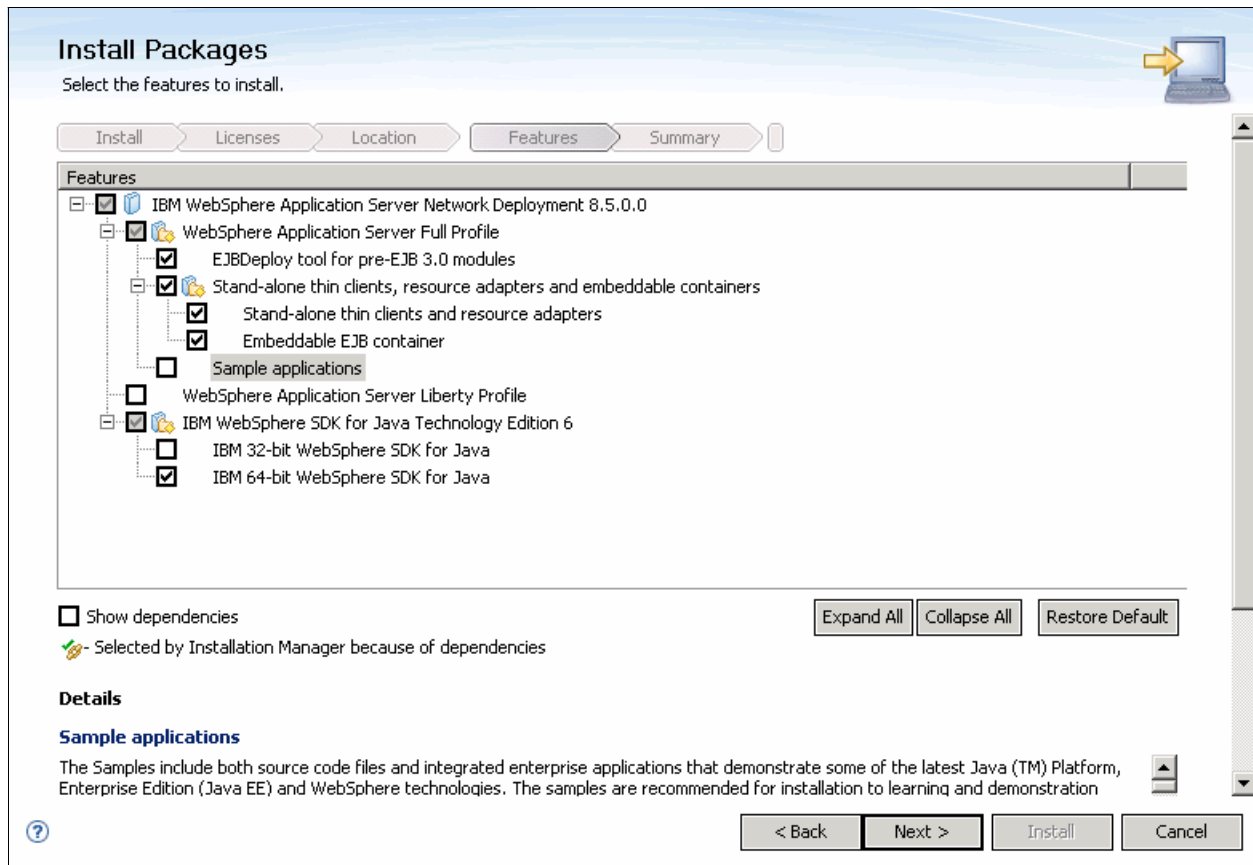 Install Packages
Select the features to install.
Install Licenses Location Features Summary
Features
IBM WebSphere Application Server Network Deployment 8.5.0.0
WebSphere Application Server Full Profile
EJBDeploy tool for pre-EJB 3.0 modules
Stand-alone thin clients, resource adapters and embeddable containers
Stand-alone thin clients and resource adapters
Embeddable EJB container
Sample applications
WebSphere Application Server Liberty Profile
IBM WebSphere SDK for Java Technology Edition 6
IBM 32-bit WebSphere SDK for Java
IBM 64-bit WebSphere SDK for Java
Show dependencies Expand All Collapse All Restore Default
- Selected by Installation Manager because of dependencies
Details
Sample applications
The Samples include both source code files and integrated enterprise applications that demonstrate some of the latest Java (TM) Platform,
Enterprise Edition (Java EE) and WebSphere technologies. The samples are recommended for installation to learning and demonstration
? < Back Next > Install Cancel